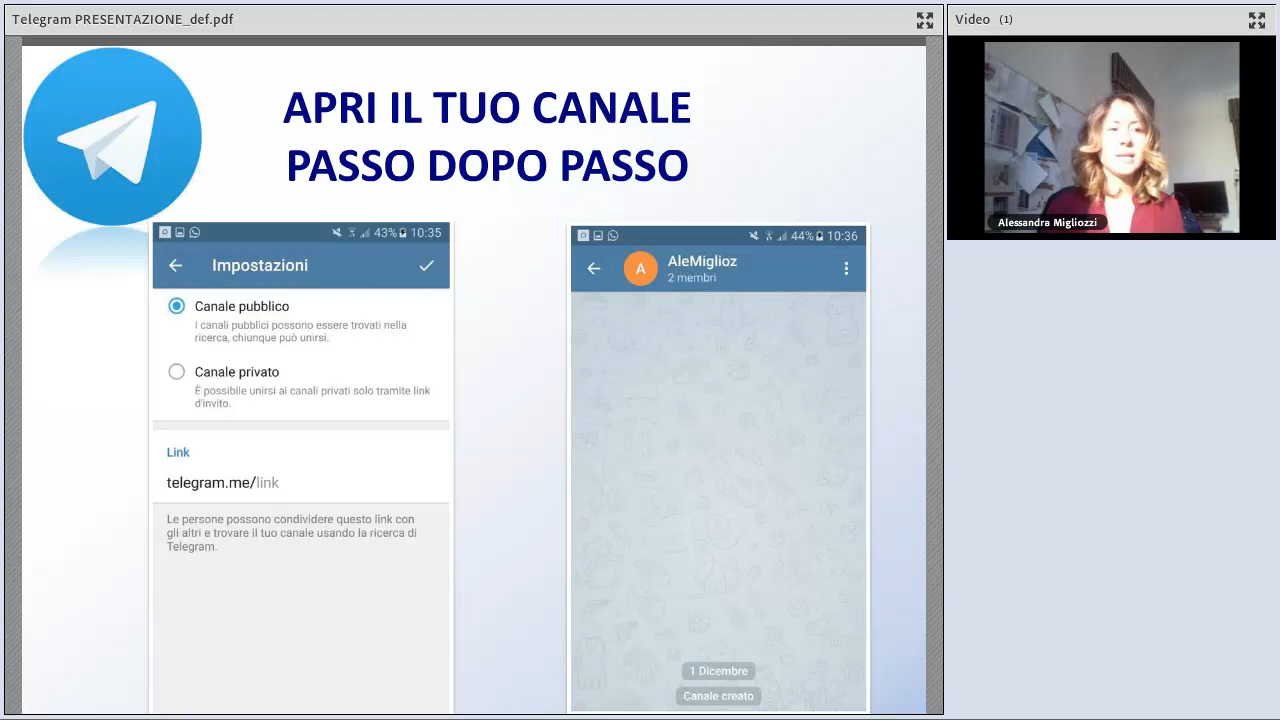 Telegram PRESENTAZIONE_def.pdf
Video (1)
Alessandra Migliozzi
APRI IL TUO CANALE
PASSO DOPO PASSO
43% 10:35
Impostazioni
Canale pubblico
I canali pubblici possono essere trovati nella
ricerca, chiunque può unirsi.
Canale privato
È possibile unirsi ai canali privati solo tramite link
d'invito.
Link
telegram.me/link
Le persone possono condividere questo link con
gli altri e trovare il tuo canale usando la ricerca di
Telegram.
44% 10:36
A
AleMiglioz
2 membri
1 Dicembre
Canale creato